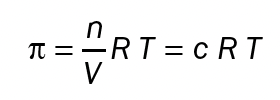 π = n/V R T = c R T